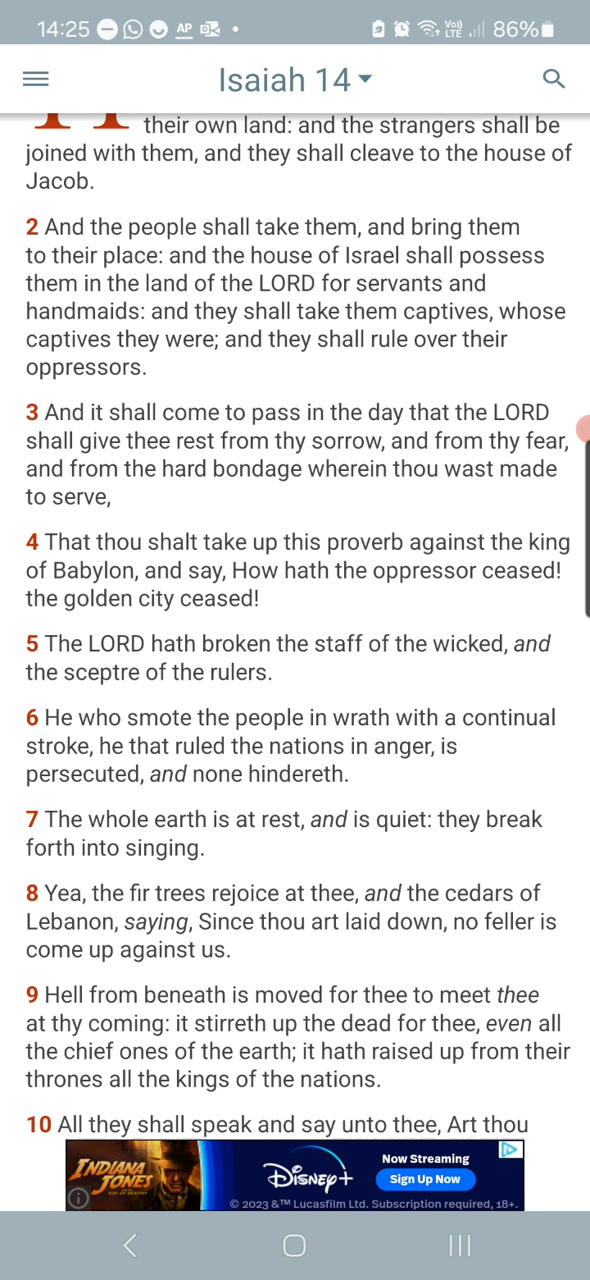 14:25 AP Vo)) LTE 86%
Isaiah 14
their own land: and the strangers shall be
joined with them, and they shall cleave to the house of
Jacob.
2 And the people shall take them, and bring them
to their place: and the house of Israel shall possess
them in the land of the LORD for servants and
handmaids: and they shall take them captives, whose
captives they were; and they shall rule over their
oppressors.
3 And it shall come to pass in the day that the LORD
shall give thee rest from thy sorrow, and from thy fear,
and from the hard bondage wherein thou wast made
to serve,
4 That thou shalt take up this proverb against the king
of Babylon, and say, How hath the oppressor ceased!
the golden city ceased!
5 The LORD hath broken the staff of the wicked, and
the sceptre of the rulers.
6 He who smote the people in wrath with a continual
stroke, he that ruled the nations in anger, is
persecuted, and none hindereth.
7 The whole earth is at rest, and is quiet: they break
forth into singing.
8 Yea, the fir trees rejoice at thee, and the cedars of
Lebanon, saying, Since thou art laid down, no feller is
come up against us.
9 Hell from beneath is moved for thee to meet thee
at thy coming: it stirreth up the dead for thee, even all
the chief ones of the earth; it hath raised up from their
thrones all the kings of the nations.
10 All they shall speak and say unto thee, Art thou
INDIANA
JONES
Disney+
Now Streaming
Sign Up Now
© 2023 &™ Lucasfilm Ltd. Subscription required, 18+.